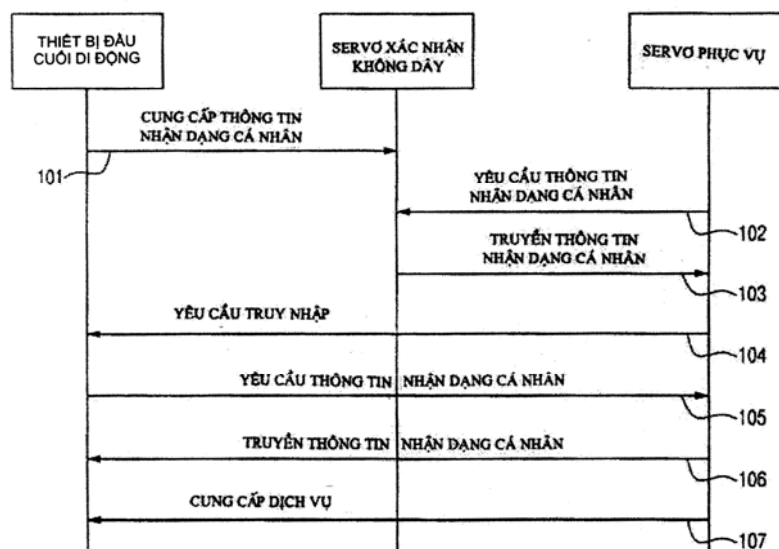 THIẾT BỊ ĐẦU
CUỐI DI ĐỘNG
SERVƠ XÁC NHẬN
KHÔNG DÂY
SERVƠ PHỤC VỤ
CUNG CẤP THÔNG TIN
NHẬN DẠNG CÁ NHÂN
101
YÊU CẦU THÔNG TIN
NHẬN DẠNG CÁ NHÂN
102
TRUYỀN THÔNG TIN
NHẬN DẠNG CÁ NHÂN
103
YÊU CẦU TRUY NHẬP
104
YÊU CẦU THÔNG TIN NHẬN DẠNG CÁ NHÂN
105
TRUYỀN THÔNG TIN NHẬN DẠNG CÁ NHÂN
106
CUNG CẤP DỊCH VỤ
107